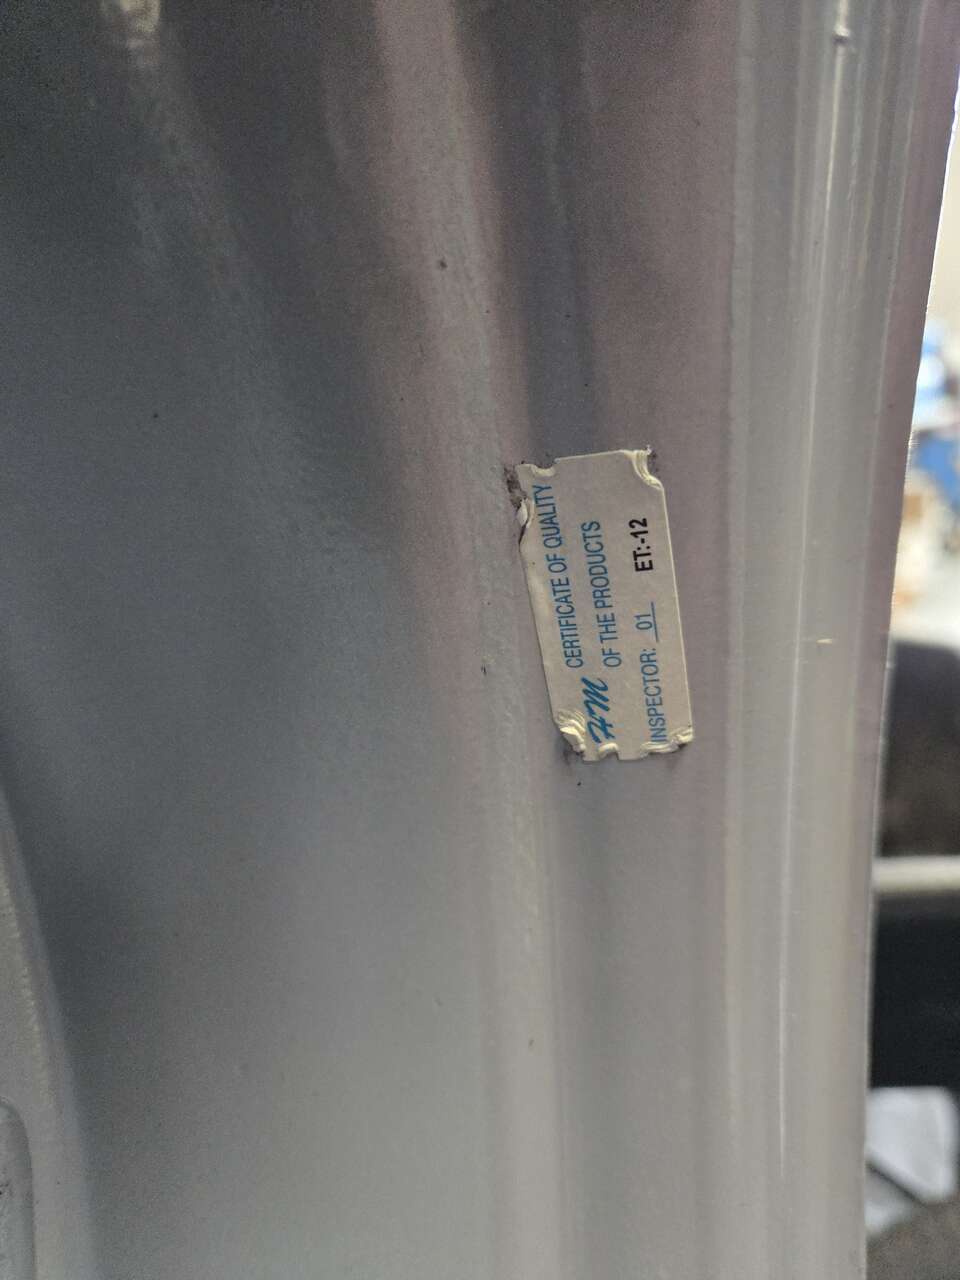 HM CERTIFICATE OF QUALITY
OF THE PRODUCTS
INSPECTOR: 01 ET:-12